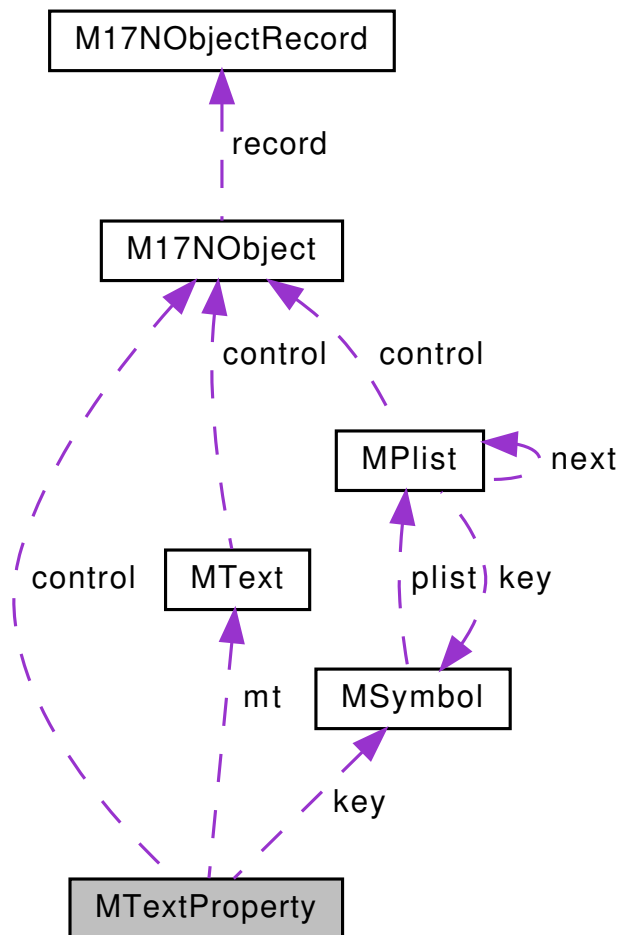 M17NObjectRecord
record
M17NObject
control control
MPlist
next
control
MText
plist key
MSymbol
mt
key
MTextProperty